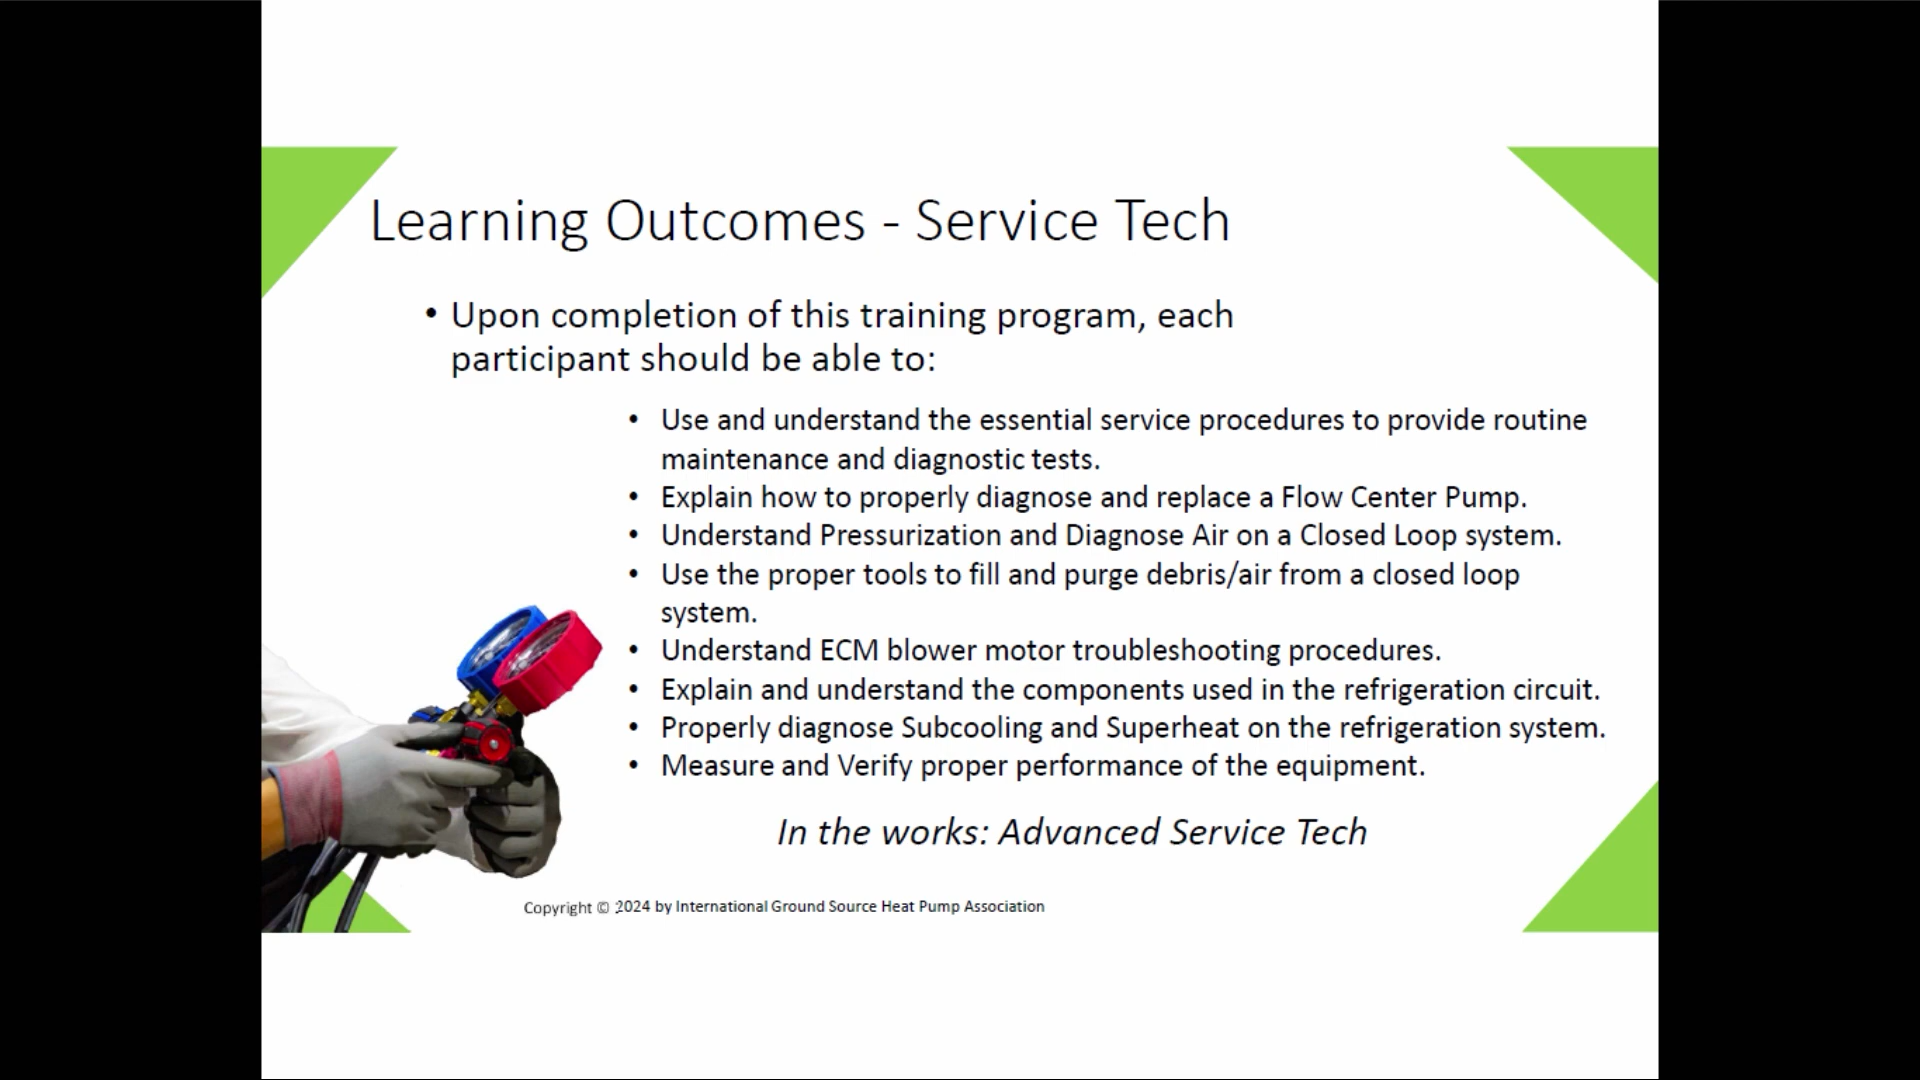 Learning Outcomes - Service Tech
• Upon completion of this training program, each
participant should be able to:
• Use and understand the essential service procedures to provide routine
maintenance and diagnostic tests.
• Explain how to properly diagnose and replace a Flow Center Pump.
• Understand Pressurization and Diagnose Air on a Closed Loop system.
• Use the proper tools to fill and purge debris/air from a closed loop
system.
• Understand ECM blower motor troubleshooting procedures.
• Explain and understand the components used in the refrigeration circuit.
• Properly diagnose Subcooling and Superheat on the refrigeration system.
• Measure and Verify proper performance of the equipment.
In the works: Advanced Service Tech
Copyright © 2024 by International Ground Source Heat Pump Association